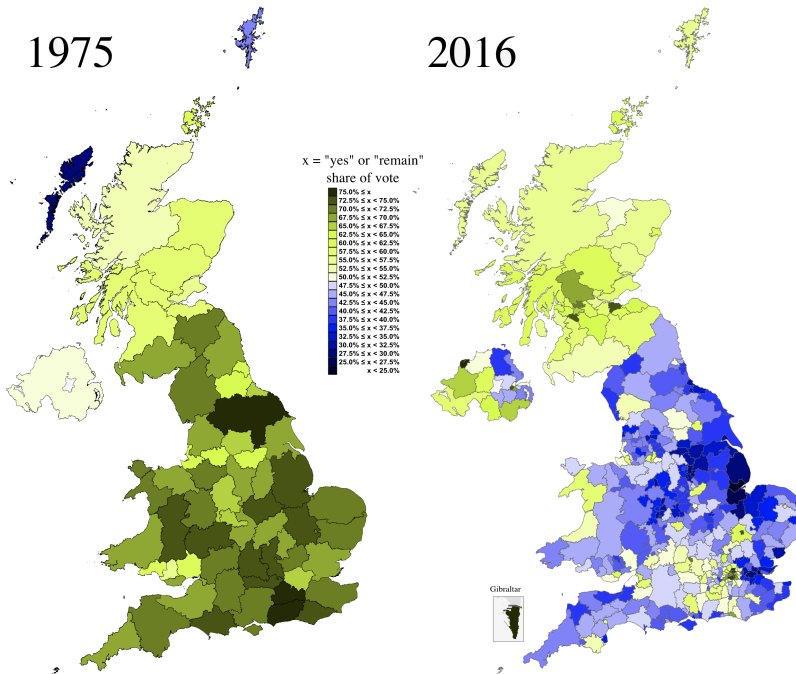 1975
2016
x = "yes" or "remain"
share of vote
75.0% ≤ x
72.5% ≤ x < 75.0%
70.0% ≤ x < 72.5%
67.5% ≤ x < 70.0%
65.0% ≤ x < 67.5%
62.5% ≤ x < 65.0%
60.0% ≤ x < 62.5%
57.5% ≤ x < 60.0%
55.0% ≤ x < 57.5%
52.5% ≤ x < 55.0%
50.0% ≤ x < 52.5%
47.5% ≤ x < 50.0%
45.0% ≤ x < 47.5%
42.5% ≤ x < 45.0%
40.0% ≤ x < 42.5%
37.5% ≤ x < 40.0%
35.0% ≤ x < 37.5%
32.5% ≤ x < 35.0%
30.0% ≤ x < 32.5%
27.5% ≤ x < 30.0%
25.0% ≤ x < 27.5%
x < 25.0%
Gibraltar